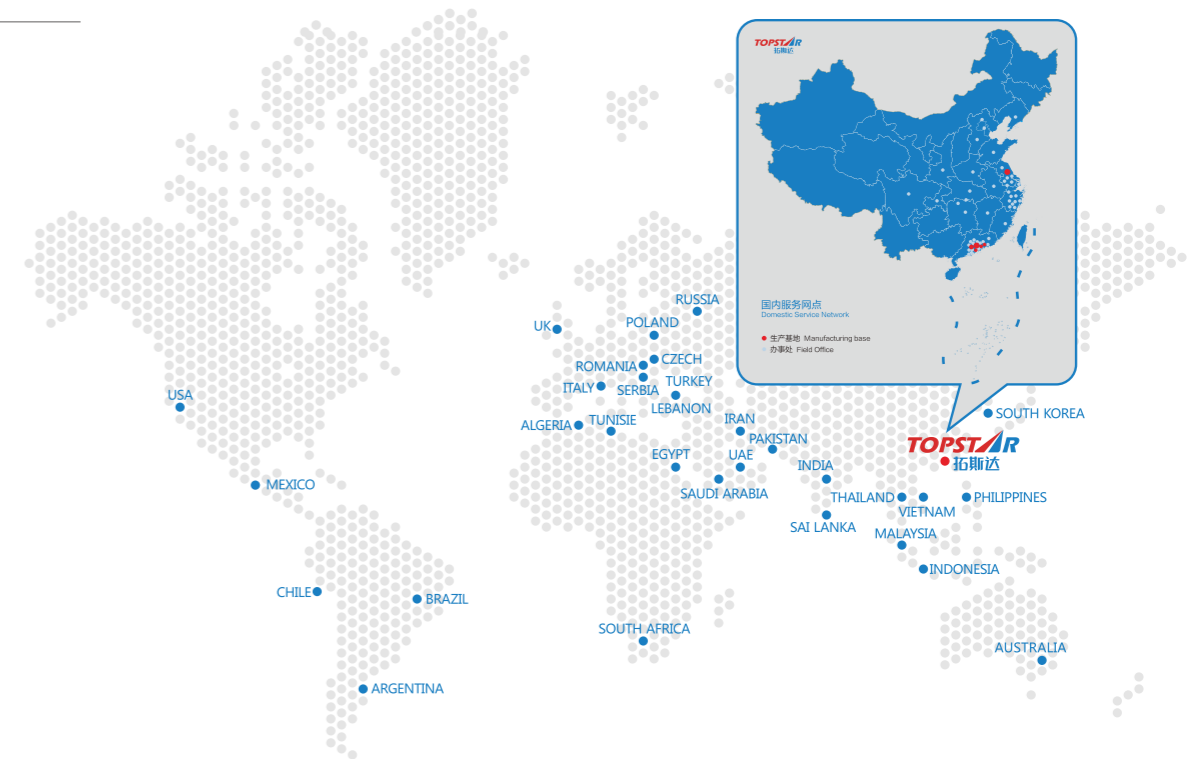 TOPSTAR
拓斯达
国内服务网点
Domestic Service Network
生产基地 Manufacturing base
办事处 Field Office
RUSSIA
UK
POLAND
CZECH
ROMANIA
ITALY
SERBIA
TURKEY
USA
LEBANON
SOUTH KOREA
ALGERIA
TUNISIE
IRAN
PAKISTAN
TOPSTAR
拓斯达
EGYPT
UAE
INDIA
MEXICO
SAUDI ARABIA
THAILAND
PHILIPPINES
VIETNAM
SAI LANKA
MALAYSIA
INDONESIA
CHILE
BRAZIL
SOUTH AFRICA
AUSTRALIA
ARGENTINA